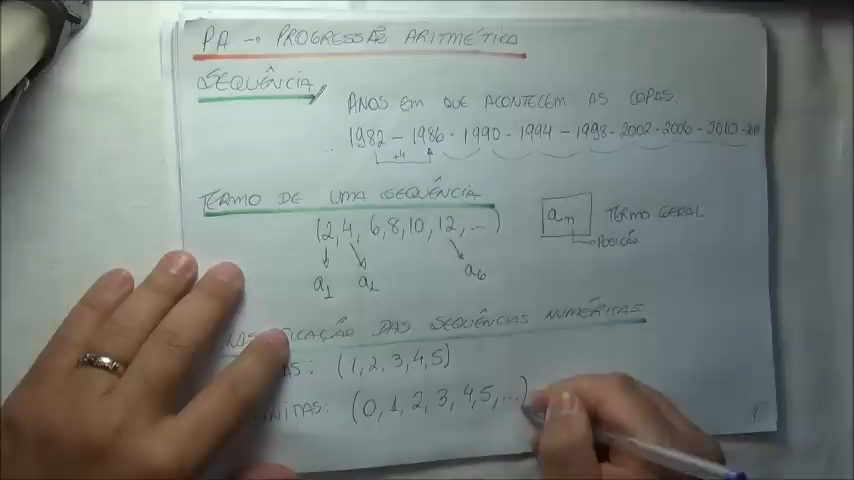 PA → PROGRESSÃO ARITMÉTICA
SEQUÊNCIA
ANOS EM QUE ACONTECEM AS COPAS
1982 - 1986 - 1990 - 1994 - 1998 - 2002 - 2006 - 2010 -
+4
TERMO DE UMA SEQUÊNCIA
(2, 4, 6, 8, 10, 12, ... )
a1 a2 a6
an TERMO GERAL
POSIÇÃO
DAS SEQUÊNCIAS NUMÉRICAS
: (1, 2, 3, 4, 5)
: (0, 1, 2, 3, 4, 5, ...)